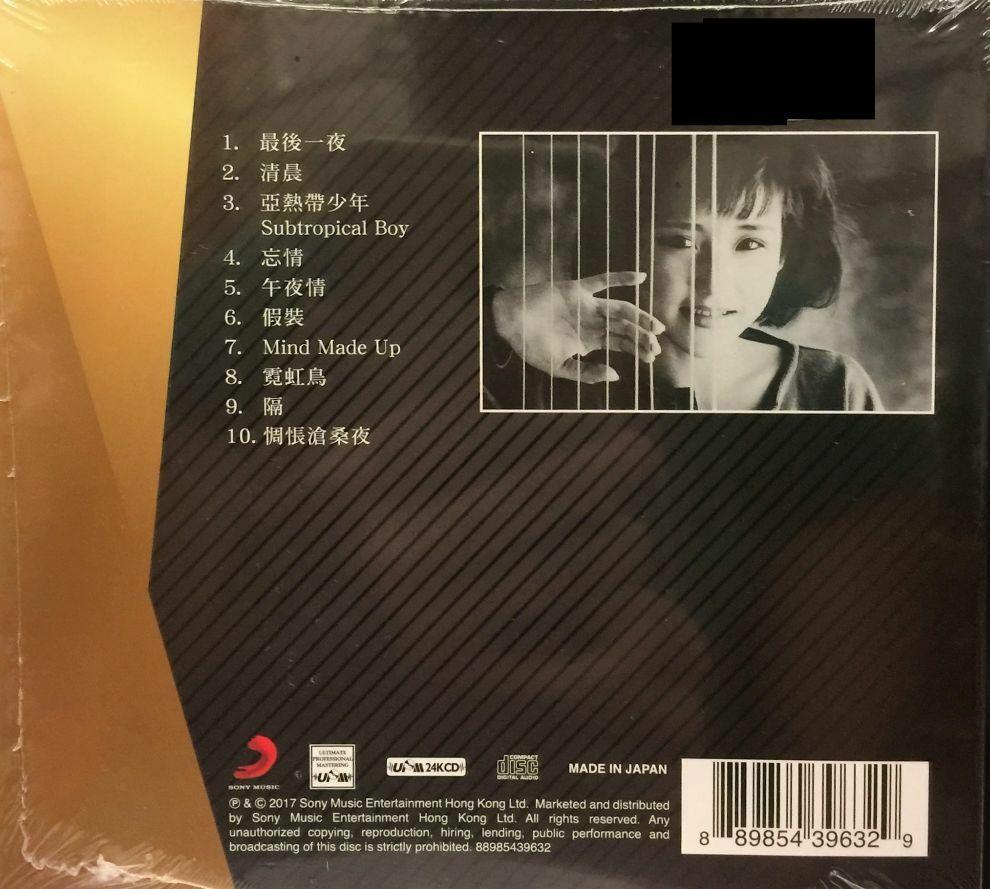 1. 最後一夜
2. 清晨
3. 亞熱帶少年
Subtropical Boy
4. 忘情
5. 午夜情
6. 假裝
7. Mind Made Up
8. 霓虹鳥
9. 隔
10. 惆悵滄桑夜
SONY MUSIC
ULTIMATE
PROFESSIONAL
MASTERING
UPM
UPM 24KCD
COMPACT
disc
DIGITAL AUDIO
MADE IN JAPAN
℗ & © 2017 Sony Music Entertainment Hong Kong Ltd. Marketed and distributed
by Sony Music Entertainment Hong Kong Ltd. All rights reserved. Any
unauthorized copying, reproduction, hiring, lending, public performance and
broadcasting of this disc is strictly prohibited. 88985439632
8 89854 39632 9